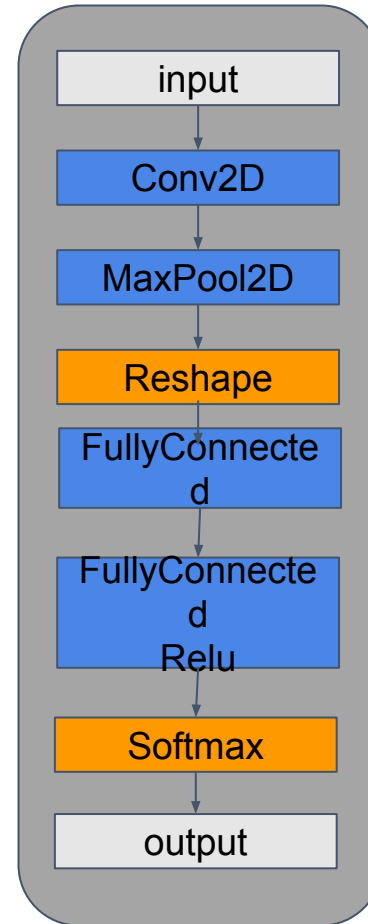 input
Conv2D
MaxPool2D
Reshape
FullyConnecte
d
FullyConnecte
d
Relu
Softmax
output